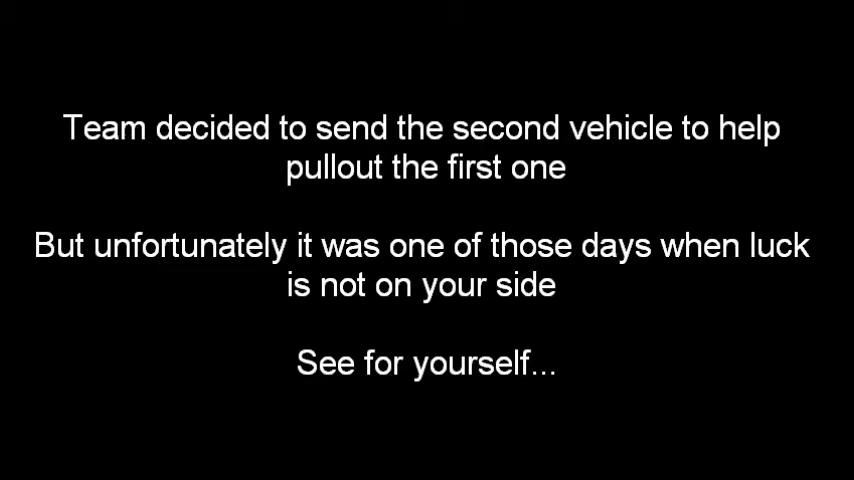 Team decided to send the second vehicle to help
pullout the first one
But unfortunately it was one of those days when luck
is not on your side
See for yourself...